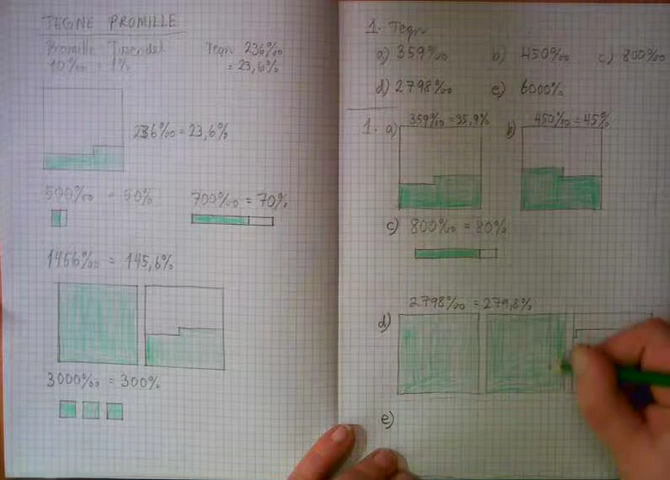 TEGNE PROMILLE
Promille Tusendel
10‰ = 1%
Tegn 236‰
= 23,6%
236‰ = 23,6%
500‰ = 50%
700‰ = 70%
1456‰ = 145,6%
3000‰ = 300%
1. Tegn
a) 359‰ b) 450‰ c) 800‰
d) 2798‰ e) 6000‰
1. a) 359‰ = 35,9% b) 450‰ = 45%
c) 800‰ = 80%
2798‰ = 279,8%
d)
e)